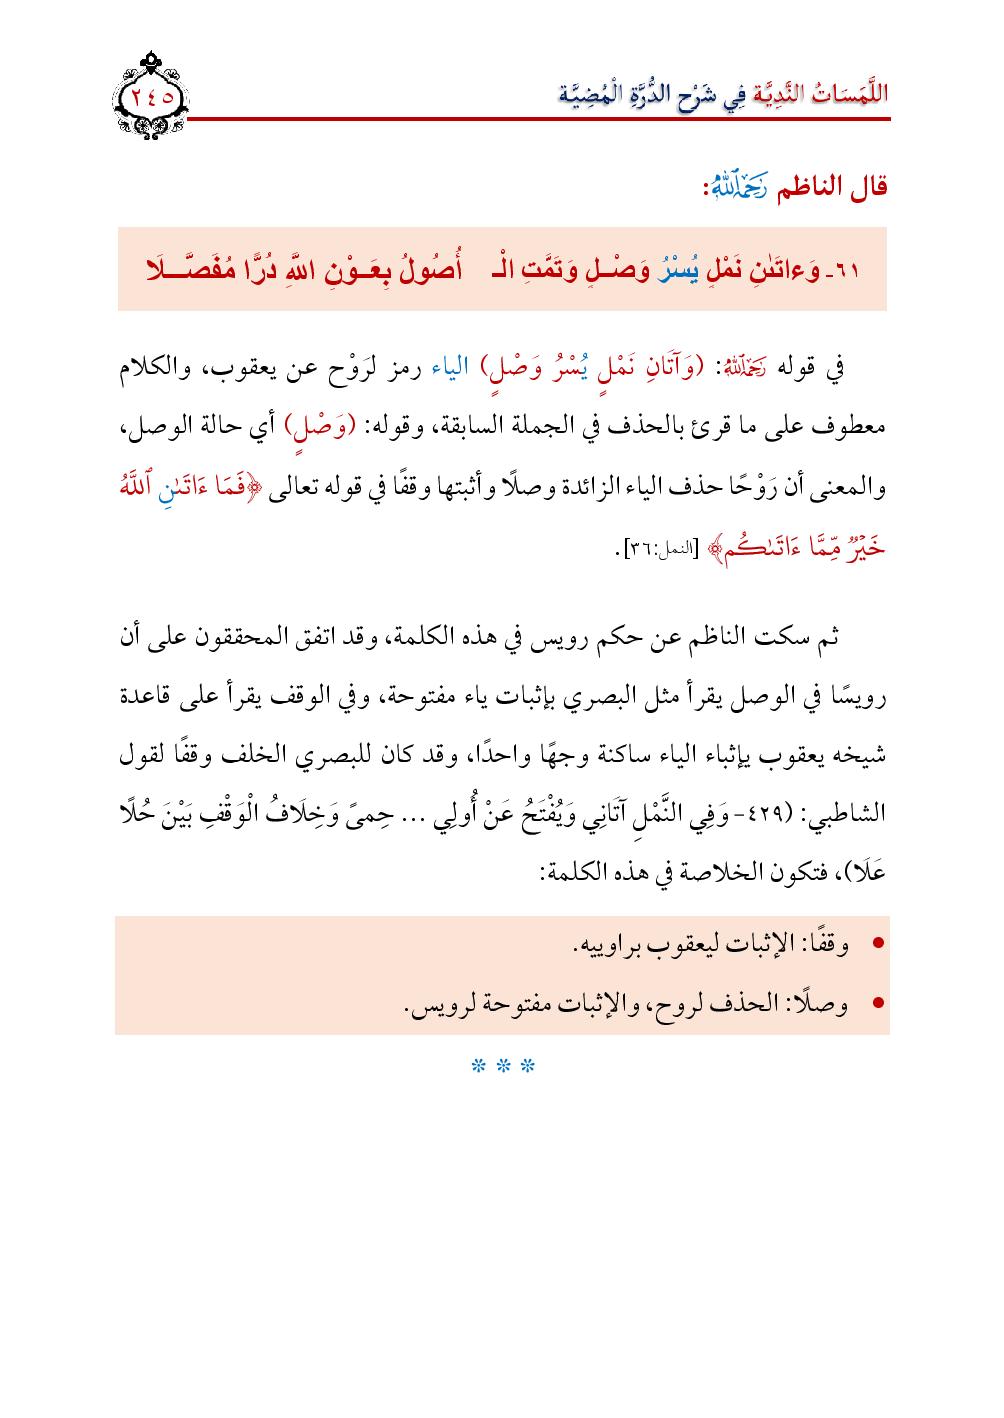 اللَّمَسَاتُ النَّدِيَّة فِي شَرْحِ الدُّرَّةِ الْمُضِيَّة
٢٤٥
قال الناظم رَحِمَهُ ٱللَّهُ:
٦١- وَءاتَىٰنِ نَمْلِ يُسْرُ وَصْـلٍ وَتَمَّتِ الْـ أُصُولُ بِعَـوْنِ اللَّهِ دُرًّا مُفَصَّـلَا
في قوله رَحِمَهُ ٱللَّهُ: (وَآتَانِ نَمْلٍ يُسْرُ وَصْلٍ) الياء رمز لرَوْح عن يعقوب، والكلام
معطوف على ما قرئ بالحذف في الجملة السابقة، وقوله: (وَصْلٍ) أي حالة الوصل،
والمعنى أن رَوْحًا حذف الياء الزائدة وصلًا وأثبتها وقفًا في قوله تعالى ﴿فَمَا ءَاتَىٰنِ ٱللَّهُ
خَيْرٌ مِّمَّا ءَاتَىٰكُم﴾ [النمل:٣٦].
ثم سكت الناظم عن حكم رويس في هذه الكلمة، وقد اتفق المحققون على أن
رويسًا في الوصل يقرأ مثل البصري بإثبات ياء مفتوحة، وفي الوقف يقرأ على قاعدة
شيخه يعقوب بإثباء الياء ساكنة وجهًا واحدًا، وقد كان للبصري الخلف وقفًا لقول
الشاطبي: (٤٢٩- وَفِي النَّمْلِ آتَانِي وَيُفْتَحُ عَنْ أُولِي ... حِمىً وَخِلَافُ الْوَقْفِ بَيْنَ حُلًا
عَلَا)، فتكون الخلاصة في هذه الكلمة:
• وقفًا: الإثبات ليعقوب براوييه.
• وصلًا: الحذف لروح، والإثبات مفتوحة لرويس.
* * *